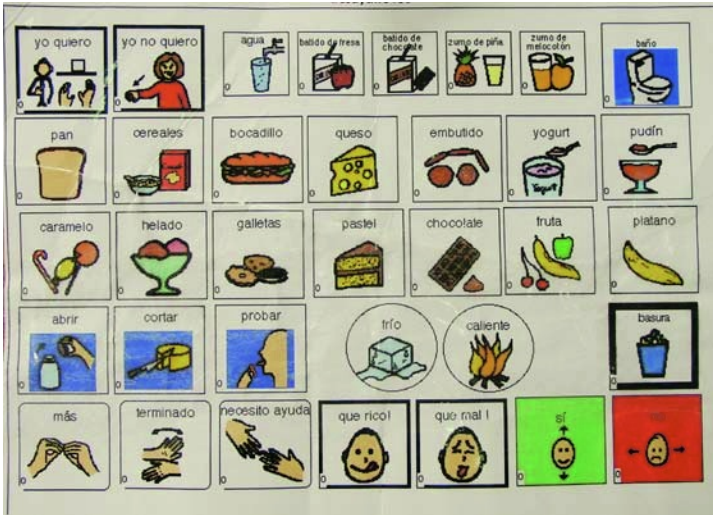 yo quiero
yo no quiero
agua
batido de fresa
batido de
chocolate
zumo de piña
zumo de
melocotón
baño
pan
cereales
bocadillo
queso
embutido
yogurt
pudín
Yogurt
caramelo
helado
galletas
pastel
chocolate
fruta
platano
abrir
cortar
probar
frío
caliente
basura
más
terminado
necesito ayuda
que rico!
que mal !
sí
no